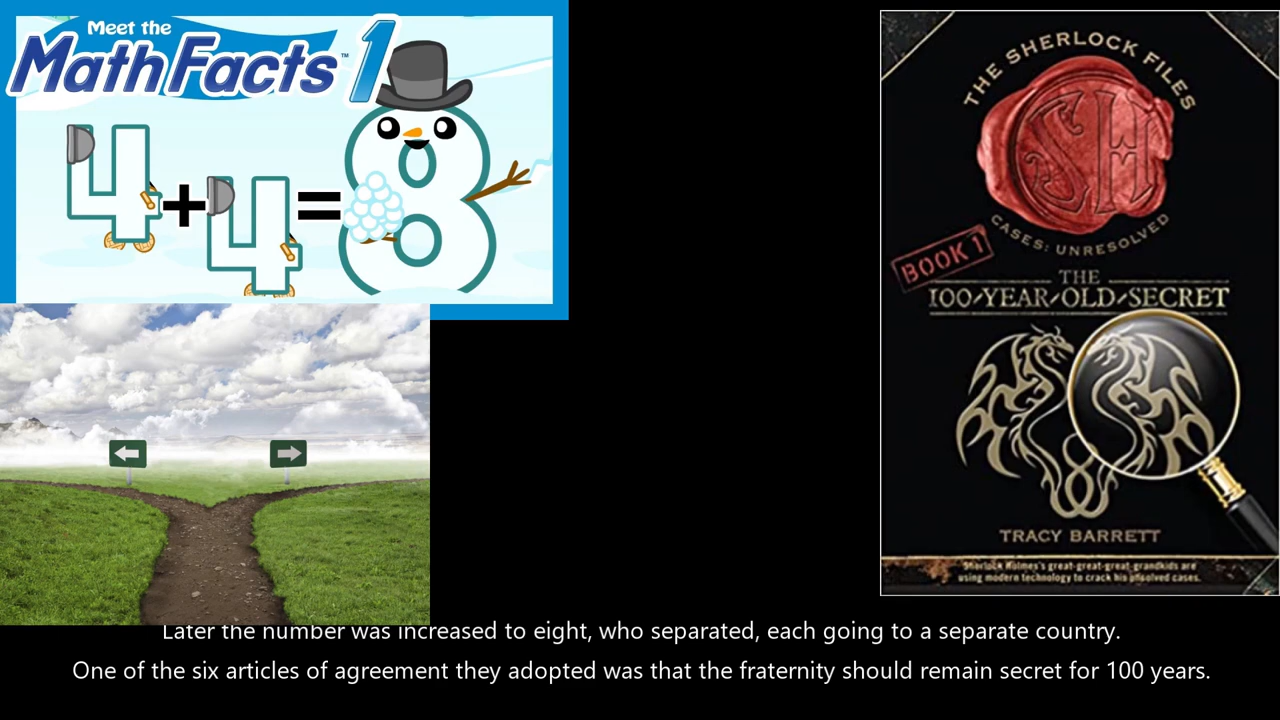 Meet the
Math Facts™ 1
4+4=8
THE SHERLOCK FILES
SH
CASES: UNRESOLVED
BOOK 1
THE
100-YEAR-OLD-SECRET
TRACY BARRETT
Sherlock Holmes's great-great-great-grandkids are
using modern technology to crack his unsolved cases.
Later the number was increased to eight, who separated, each going to a separate country.
One of the six articles of agreement they adopted was that the fraternity should remain secret for 100 years.